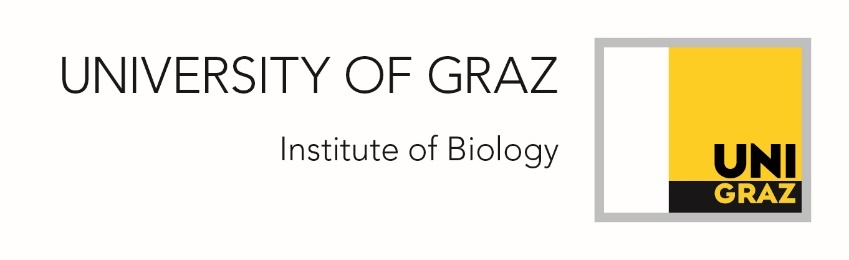 UNIVERSITY OF GRAZ
Institute of Biology
UNI
GRAZ